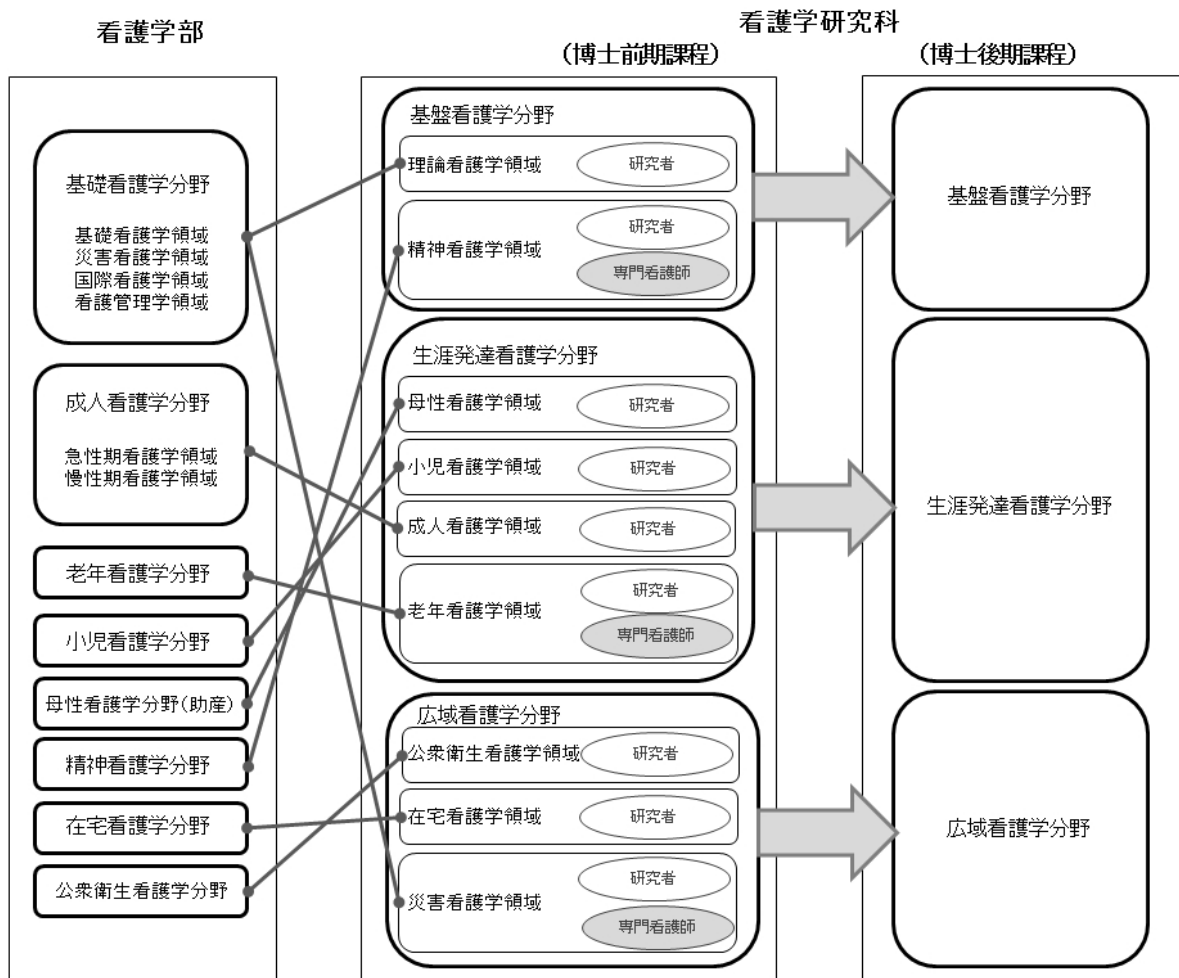 看護学部
看護学研究科
(博士前期課程)
(博士後期課程)
基礎看護学分野
基礎看護学領域
災害看護学領域
国際看護学領域
看護管理学領域
成人看護学分野
急性期看護学領域
慢性期看護学領域
老年看護学分野
小児看護学分野
母性看護学分野(助産)
精神看護学分野
在宅看護学分野
公衆衛生看護学分野
基盤看護学分野
理論看護学領域
研究者
精神看護学領域
研究者
専門看護師
生涯発達看護学分野
母性看護学領域
研究者
小児看護学領域
研究者
成人看護学領域
研究者
老年看護学領域
研究者
専門看護師
広域看護学分野
公衆衛生看護学領域
研究者
在宅看護学領域
研究者
災害看護学領域
研究者
専門看護師
基盤看護学分野
生涯発達看護学分野
広域看護学分野